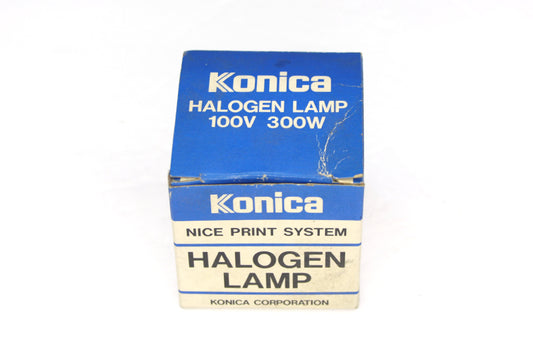 Konica
HALOGEN LAMP
100V 300W
Konica
NICE PRINT SYSTEM
HALOGEN
LAMP
KONICA CORPORATION